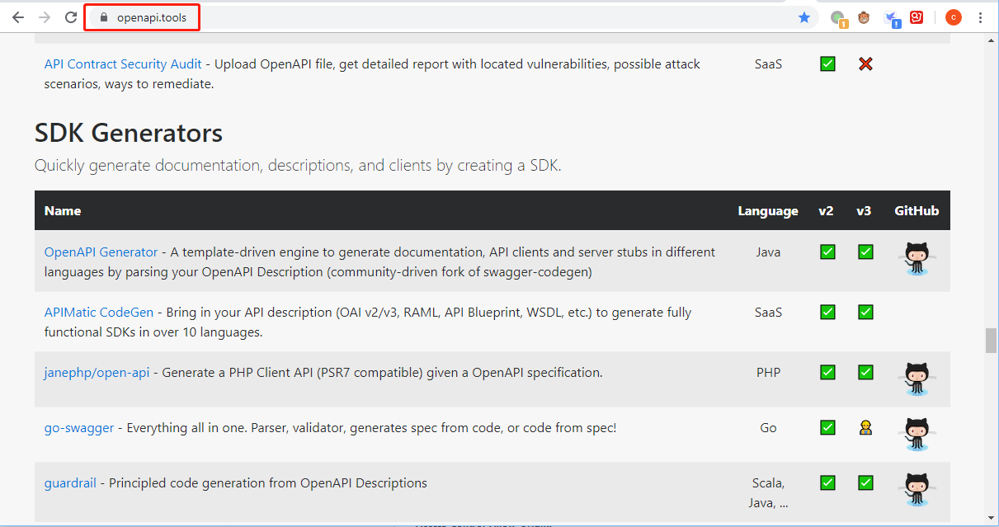 openapi.tools
C
API Contract Security Audit - Upload OpenAPI file, get detailed report with located vulnerabilities, possible attack
SaaS
scenarios, ways to remediate.
SDK Generators
Quickly generate documentation, descriptions, and clients by creating a SDK.
Name Language v2 v3 GitHub
OpenAPI Generator - A template-driven engine to generate documentation, API clients and server stubs in different
Java
languages by parsing your OpenAPI Description (community-driven fork of swagger-codegen)
APIMatic CodeGen - Bring in your API description (OAI v2/v3, RAML, API Blueprint, WSDL, etc.) to generate fully
SaaS
functional SDKs in over 10 languages.
janephp/open-api - Generate a PHP Client API (PSR7 compatible) given a OpenAPI specification.
PHP
go-swagger - Everything all in one. Parser, validator, generates spec from code, or code from spec!
Go
guardrail - Principled code generation from OpenAPI Descriptions
Scala,
Java, ...